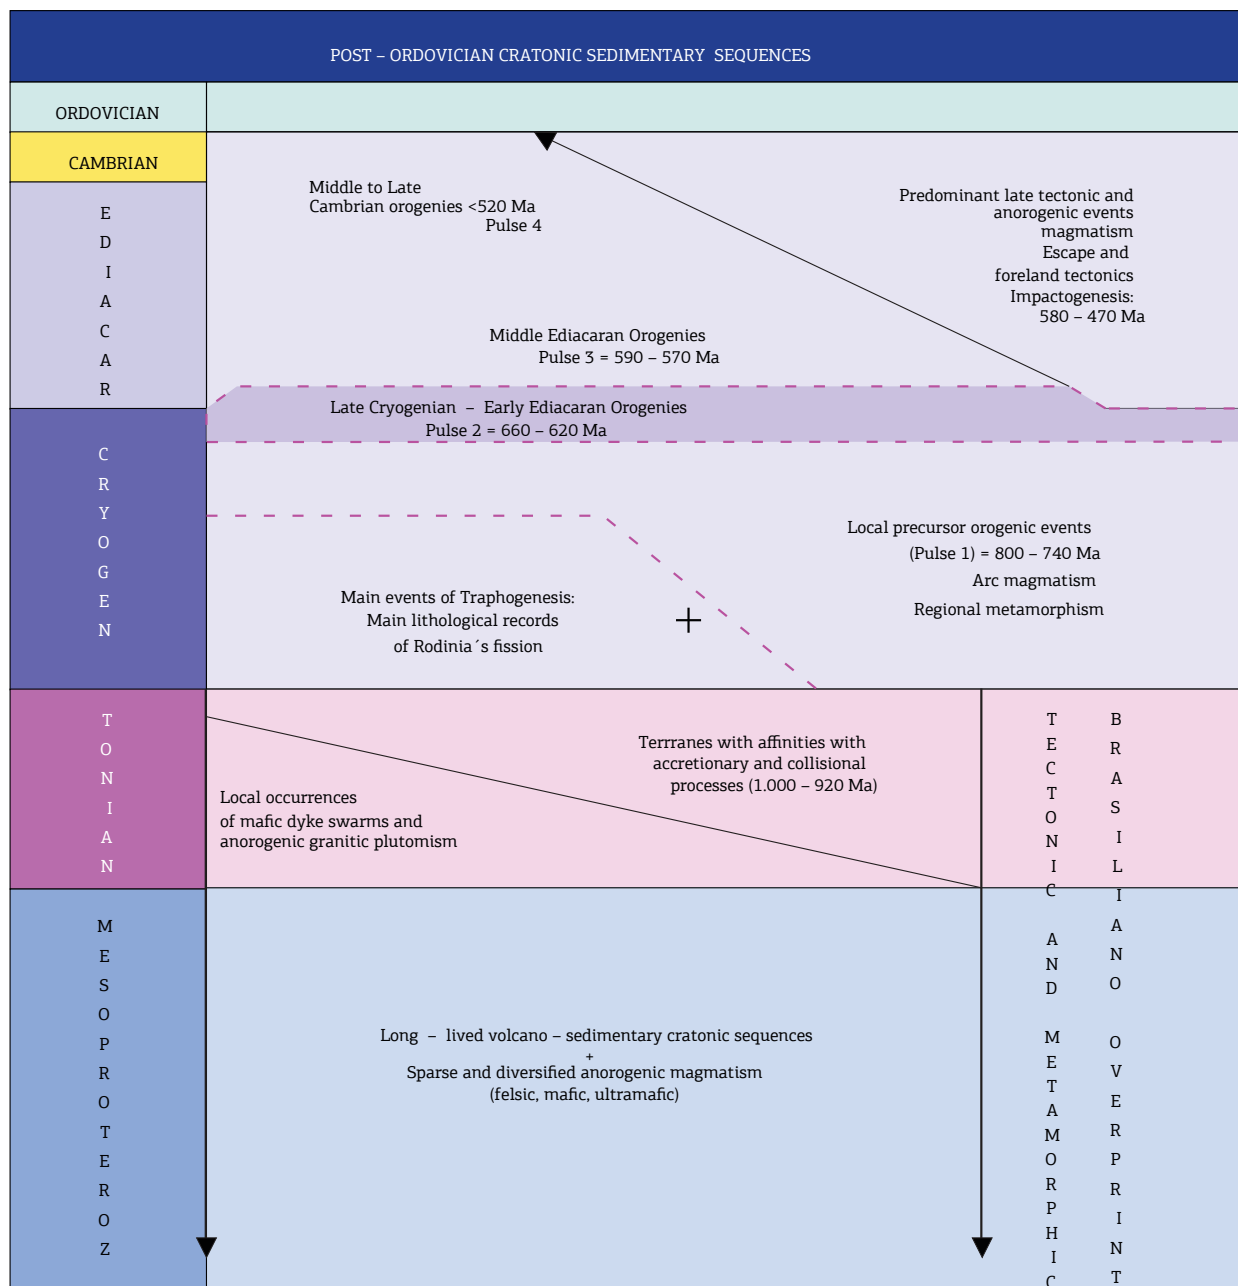 POST – ORDOVICIAN CRATONIC SEDIMENTARY SEQUENCES
ORDOVICIAN
CAMBRIAN
EDIACAR
Middle to Late
Cambrian orogenies <520 Ma
Pulse 4
Predominant late tectonic and
anorogenic events
magmatism
Escape and
foreland tectonics
Impactogenesis:
580 – 470 Ma
Middle Ediacaran Orogenies
Pulse 3 = 590 – 570 Ma
Late Cryogenian – Early Ediacaran Orogenies
Pulse 2 = 660 – 620 Ma
CRYOGEN
Local precursor orogenic events
(Pulse 1) = 800 – 740 Ma
Arc magmatism
Regional metamorphism
Main events of Traphogenesis:
Main lithological records
of Rodinia´s fission
+
TONIAN
Terrranes with affinities with
accretionary and collisional
processes (1.000 – 920 Ma)
Local occurrences
of mafic dyke swarms and
anorogenic granitic plutomism
MESOPROTEROZ
Long – lived volcano – sedimentary cratonic sequences
+
Sparse and diversified anorogenic magmatism
(felsic, mafic, ultramafic)
TECTONIC AND METAMORPHIC
BRASILIANO OVERPRINT